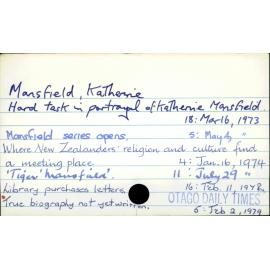 Mansfield, Katherine
Hard task in portrayal of Katherine Mansfield.
18: Mar 16, 1973
Mansfield series opens. 5: May "
Where New Zealanders' religion and culture find
a meeting place 4: Jan. 16, 1974
'Tiger' Mansfield'. 11: July 29 "
Library purchases letters. 16: Feb. 11, 1978
OTAGO DAILY TIMES
True biography not yet written. 6: Feb 2, 1979